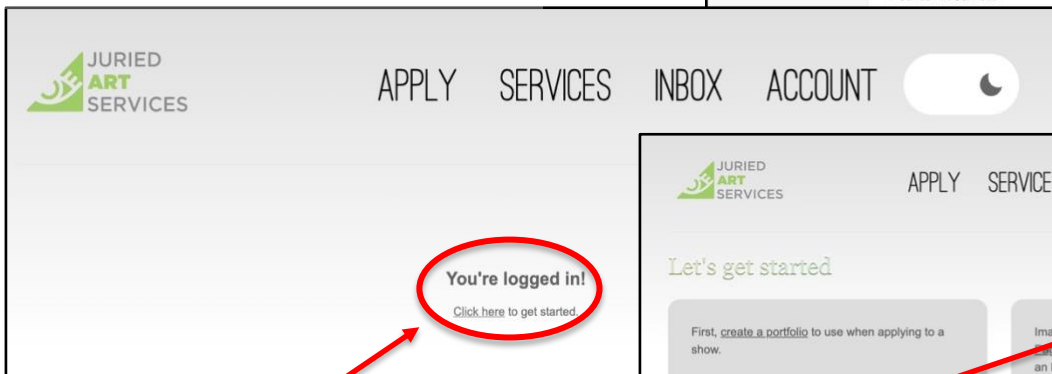 JURIED
ART
SERVICES
APPLY SERVICES INBOX ACCOUNT
You're logged in!
Click here to get started.
JURIED
ART
SERVICES
APPLY
Let's get started
First, create a portfolio to use when applying to a
show.
an